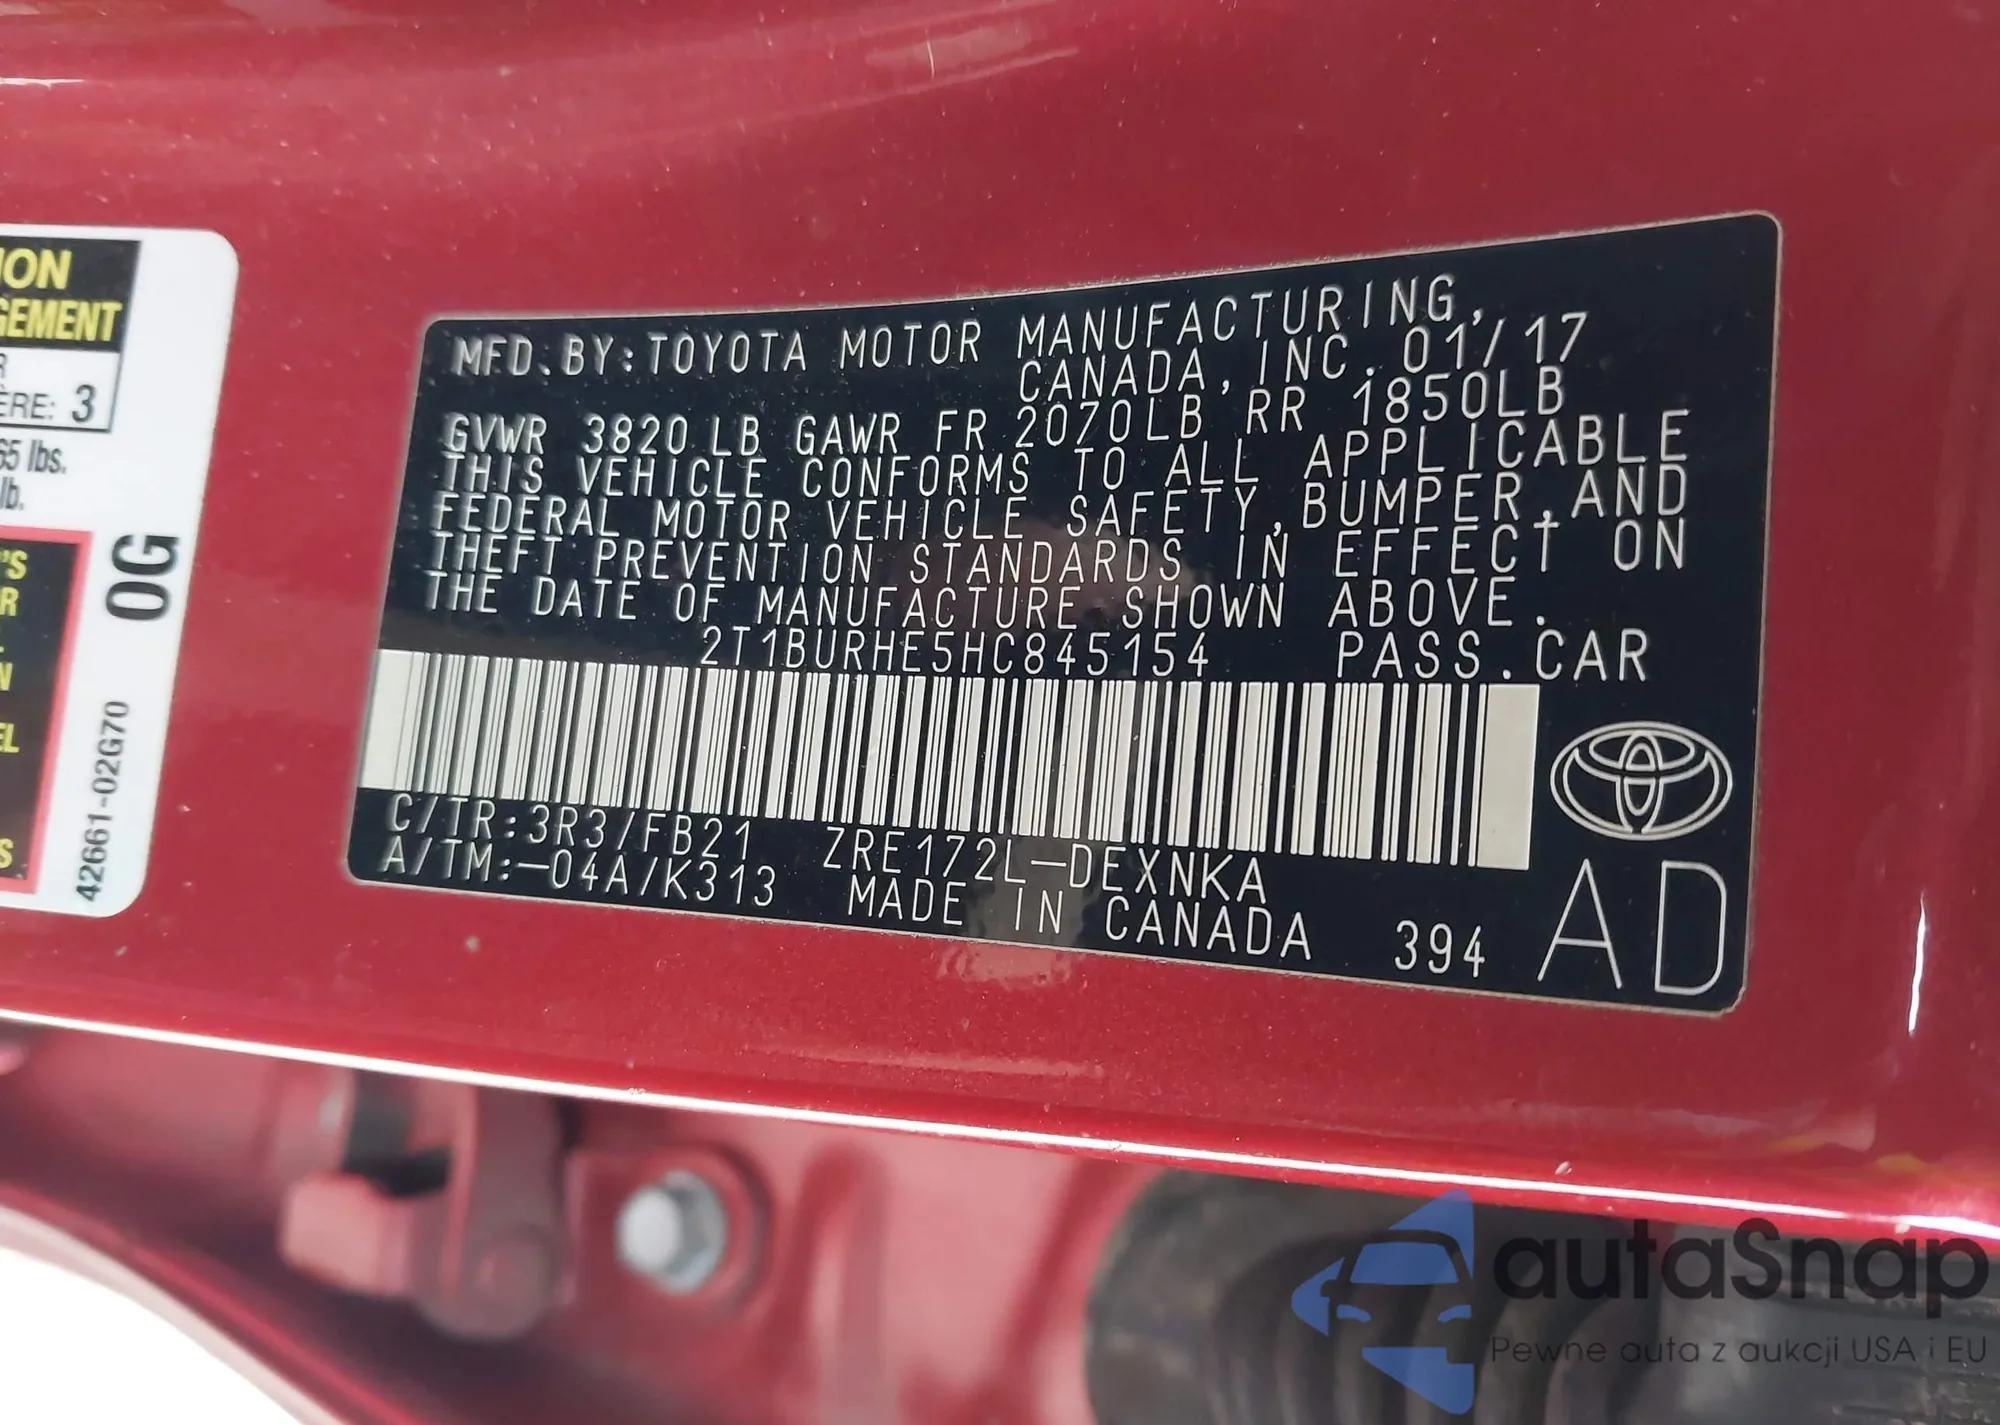 ION
GEMENT
R
ÈRE: 3
65 lbs.
lb.
'S
R
N
EL
S
0G
42661-02G70
MFD.BY:TOYOTA MOTOR MANUFACTURING,
CANADA, INC. 01/17
GVWR 3820 LB GAWR FR 2070LB RR 1850LB
THIS VEHICLE CONFORMS TO ALL APPLICABLE
FEDERAL MOTOR VEHICLE SAFETY, BUMPER, AND
THEFT PREVENTION STANDARDS IN EFFECT ON
THE DATE OF MANUFACTURE SHOWN ABOVE.
2T1BURHE5HC845154 PASS.CAR
C/TR:3R3/FB21 ZRE172L-DEXNKA
A/TM:-04A/K313 MADE IN CANADA 394
AD
autaSnap
Pewne auta z aukcji USA i EU